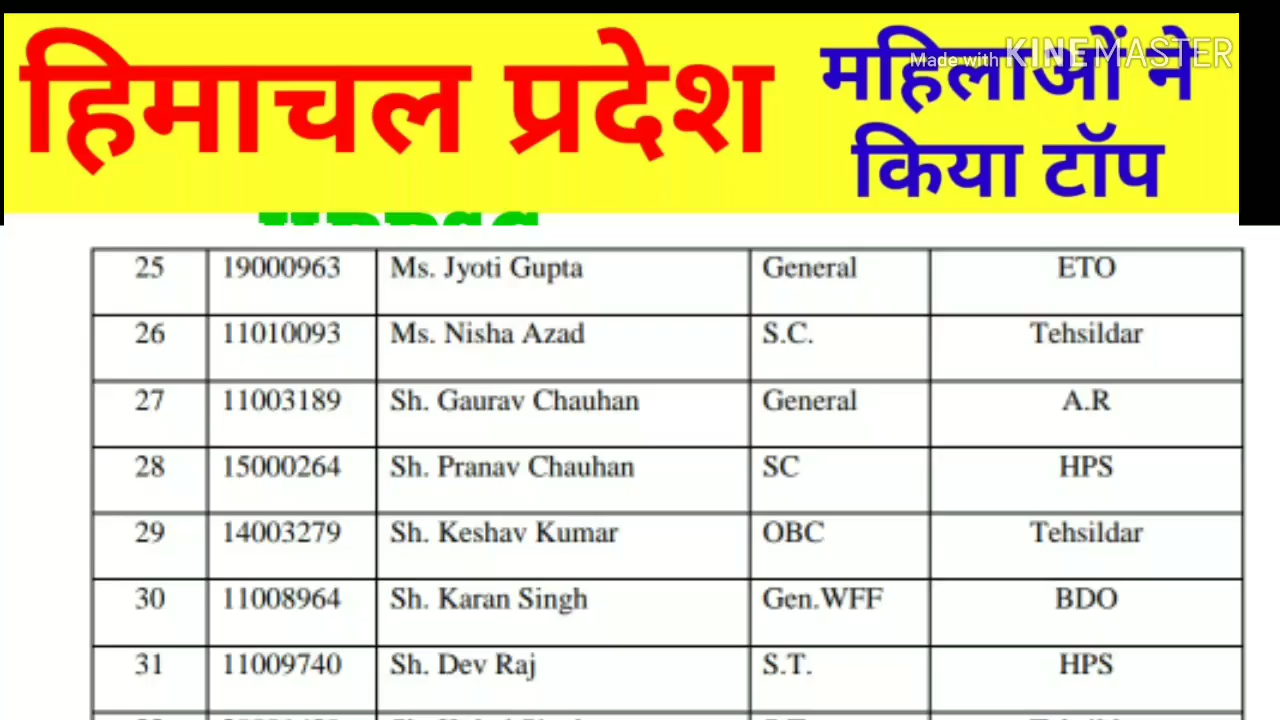 हिमाचल प्रदेश
महिलाओं ने
किया टॉप
Made with KINEMASTER
25 19000963 Ms. Jyoti Gupta General ETO
26 11010093 Ms. Nisha Azad S.C. Tehsildar
27 11003189 Sh. Gaurav Chauhan General A.R
28 15000264 Sh. Pranav Chauhan SC HPS
29 14003279 Sh. Keshav Kumar OBC Tehsildar
30 11008964 Sh. Karan Singh Gen.WFF BDO
31 11009740 Sh. Dev Raj S.T. HPS